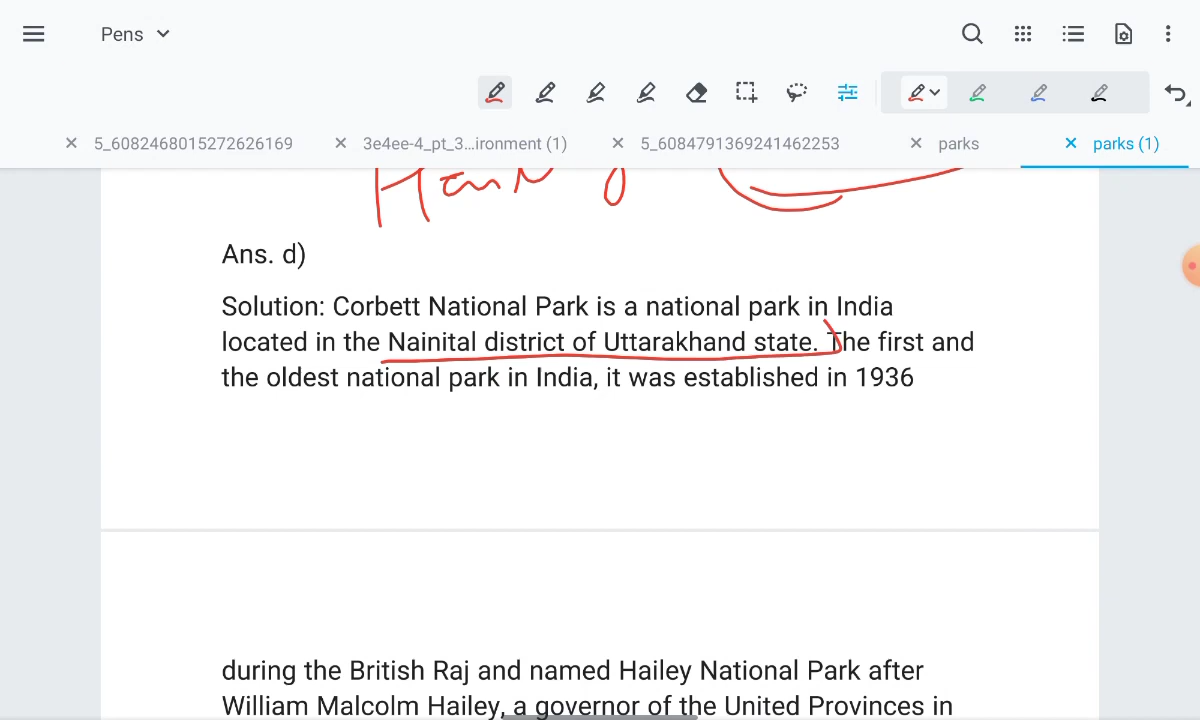 Pens
5_6082468015272626169
3e4ee-4_pt_3...ironment (1)
5_6084791369241462253
parks
parks (1)
Ans. d)
Solution: Corbett National Park is a national park in India
located in the Nainital district of Uttarakhand state. The first and
the oldest national park in India, it was established in 1936
during the British Raj and named Hailey National Park after
William Malcolm Hailey, a governor of the United Provinces in